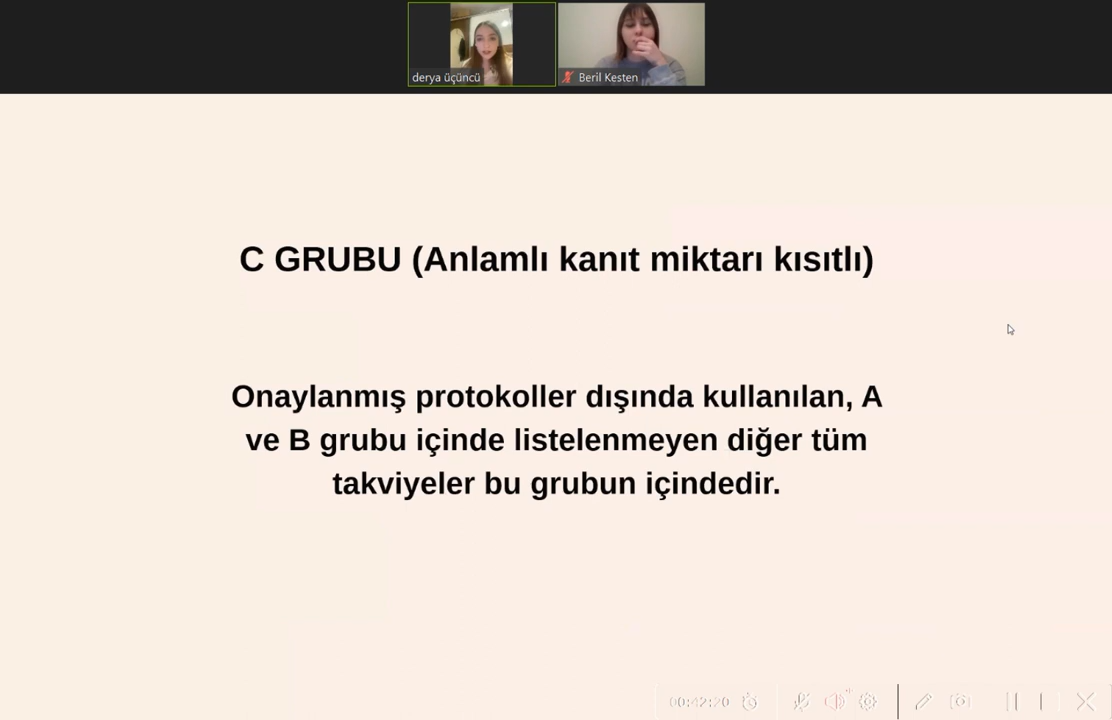 derya üçüncü
Beril Kesten
C GRUBU (Anlamlı kanıt miktarı kısıtlı)
Onaylanmış protokoller dışında kullanılan, A
ve B grubu içinde listelenmeyen diğer tüm
takviyeler bu grubun içindedir.
00:42:20